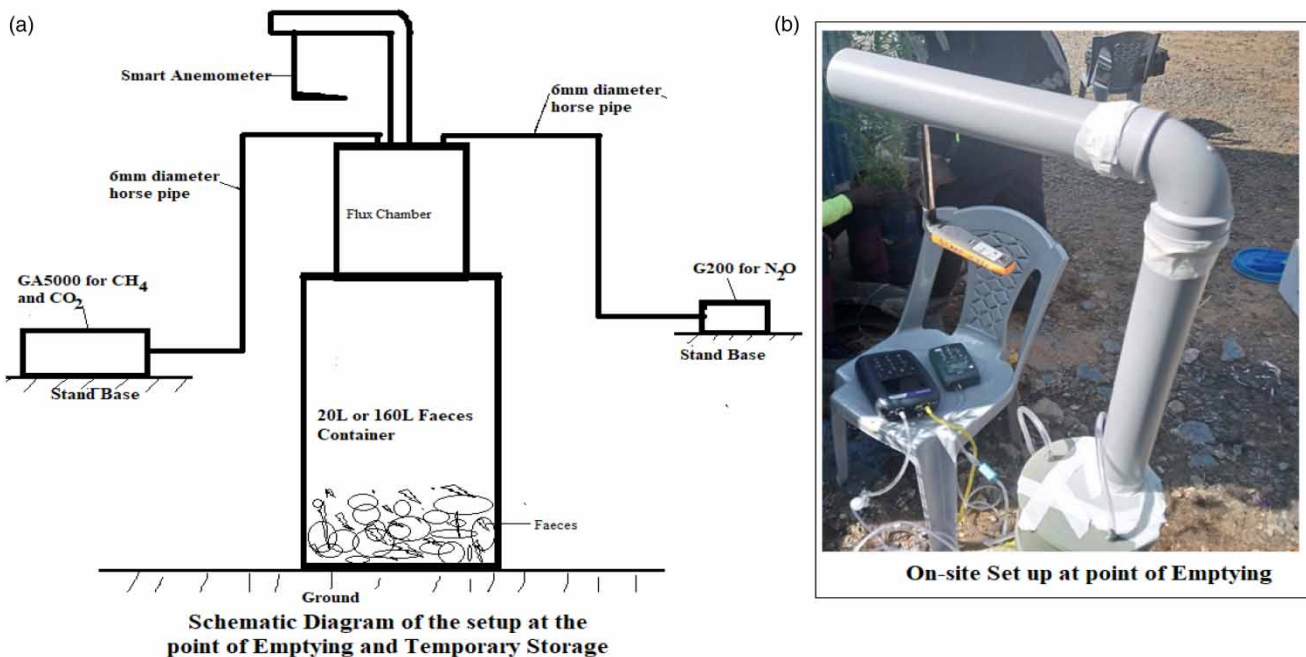 (a)
Smart Anemometer
6mm diameter
horse pipe
6mm diameter
horse pipe
Flux Chamber
GA5000 for CH4
and CO2
Stand Base
G200 for N2O
Stand Base
20L or 160L Faeces
Container
Faeces
Ground
Schematic Diagram of the setup at the
point of Emptying and Temporary Storage
(b)
On-site Set up at point of Emptying